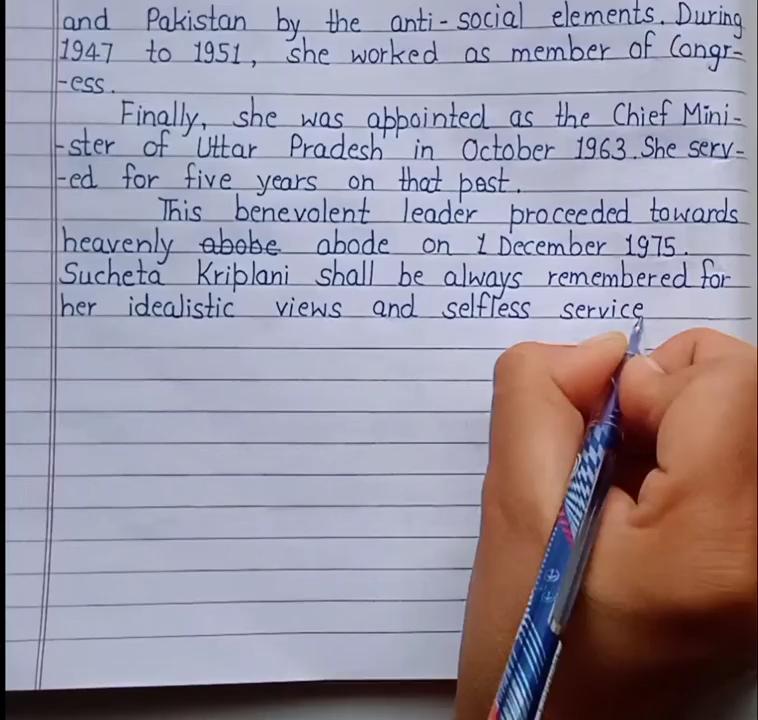 and Pakistan by the anti-social elements. During
1947 to 1951, she worked as member of Congr-
-ess.
Finally, she was appointed as the Chief Mini-
-ster of Uttar Pradesh in October 1963. She serv-
-ed for five years on that post.
This benevolent leader proceeded towards
heavenly abobe abode on 1 December 1975.
Sucheta Kriplani shall be always remembered for
her idealistic views and selfless service